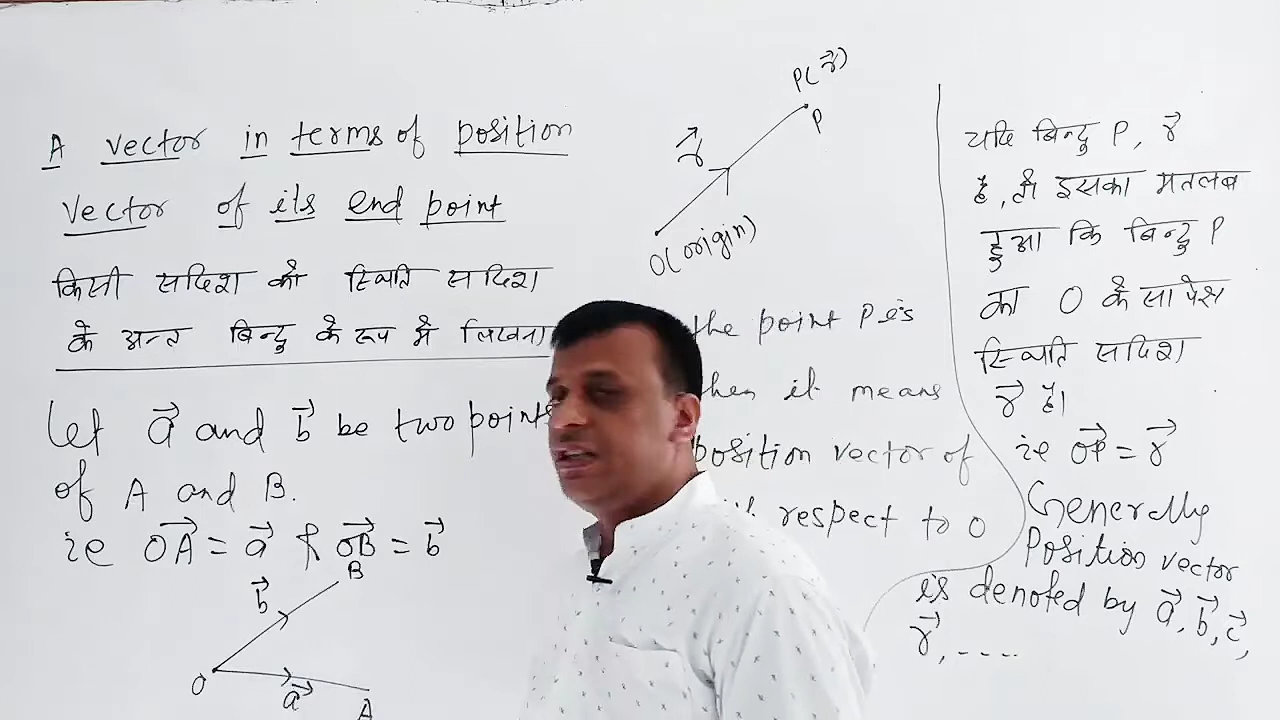 A vector in terms of position
vector of its end point
किसी सदिश को स्थिति सदिश
के अन्त बिन्दु के रूप में लिखना
Let a⃗ and b⃗ be two points
of A and B.
ie OA⃗ = a⃗ & OB⃗ = b⃗
b⃗
B
O
a⃗
A
P(r⃗)
P
r⃗
O(origin)
the point P is
then it means
position vector of
respect to O
यदि बिन्दु P, r⃗
है, तो इसका मतलब
हुआ कि बिन्दु P
का O के सापेक्ष
स्थिति सदिश
r⃗ है।
ie OP⃗ = r⃗
Generally
Position vector
is denoted by a⃗, b⃗, c⃗,
r⃗, ----